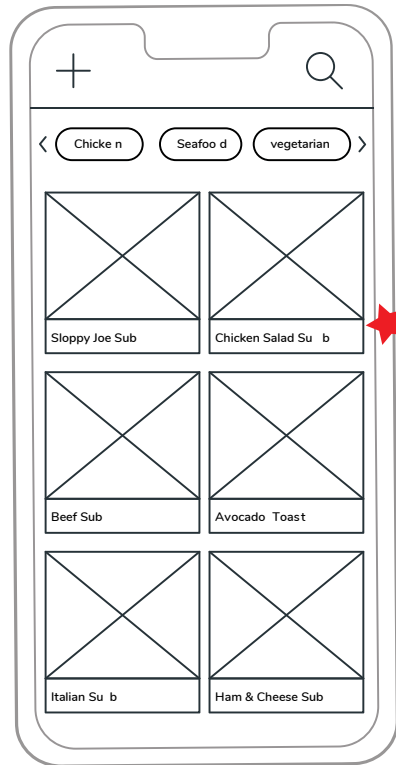 Chicke n Seafoo d vegetarian
Sloppy Joe Sub Chicken Salad Su b
Beef Sub Avocado Toast
Italian Su b Ham & Cheese Sub